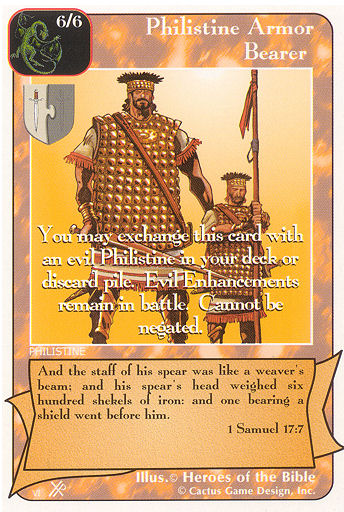 6/6
Philistine Armor
Bearer
You may exchange this card with
an evil Philistine in your deck or
discard pile. Evil Enhancements
remain in battle. Cannot be
negated.
PHILISTINE
And the staff of his spear was like a weaver's
beam; and his spear's head weighed six
hundred shekels of iron: and one bearing a
shield went before him.
1 Samuel 17:7
Illus.© Heroes of the Bible
© Cactus Game Design, Inc.